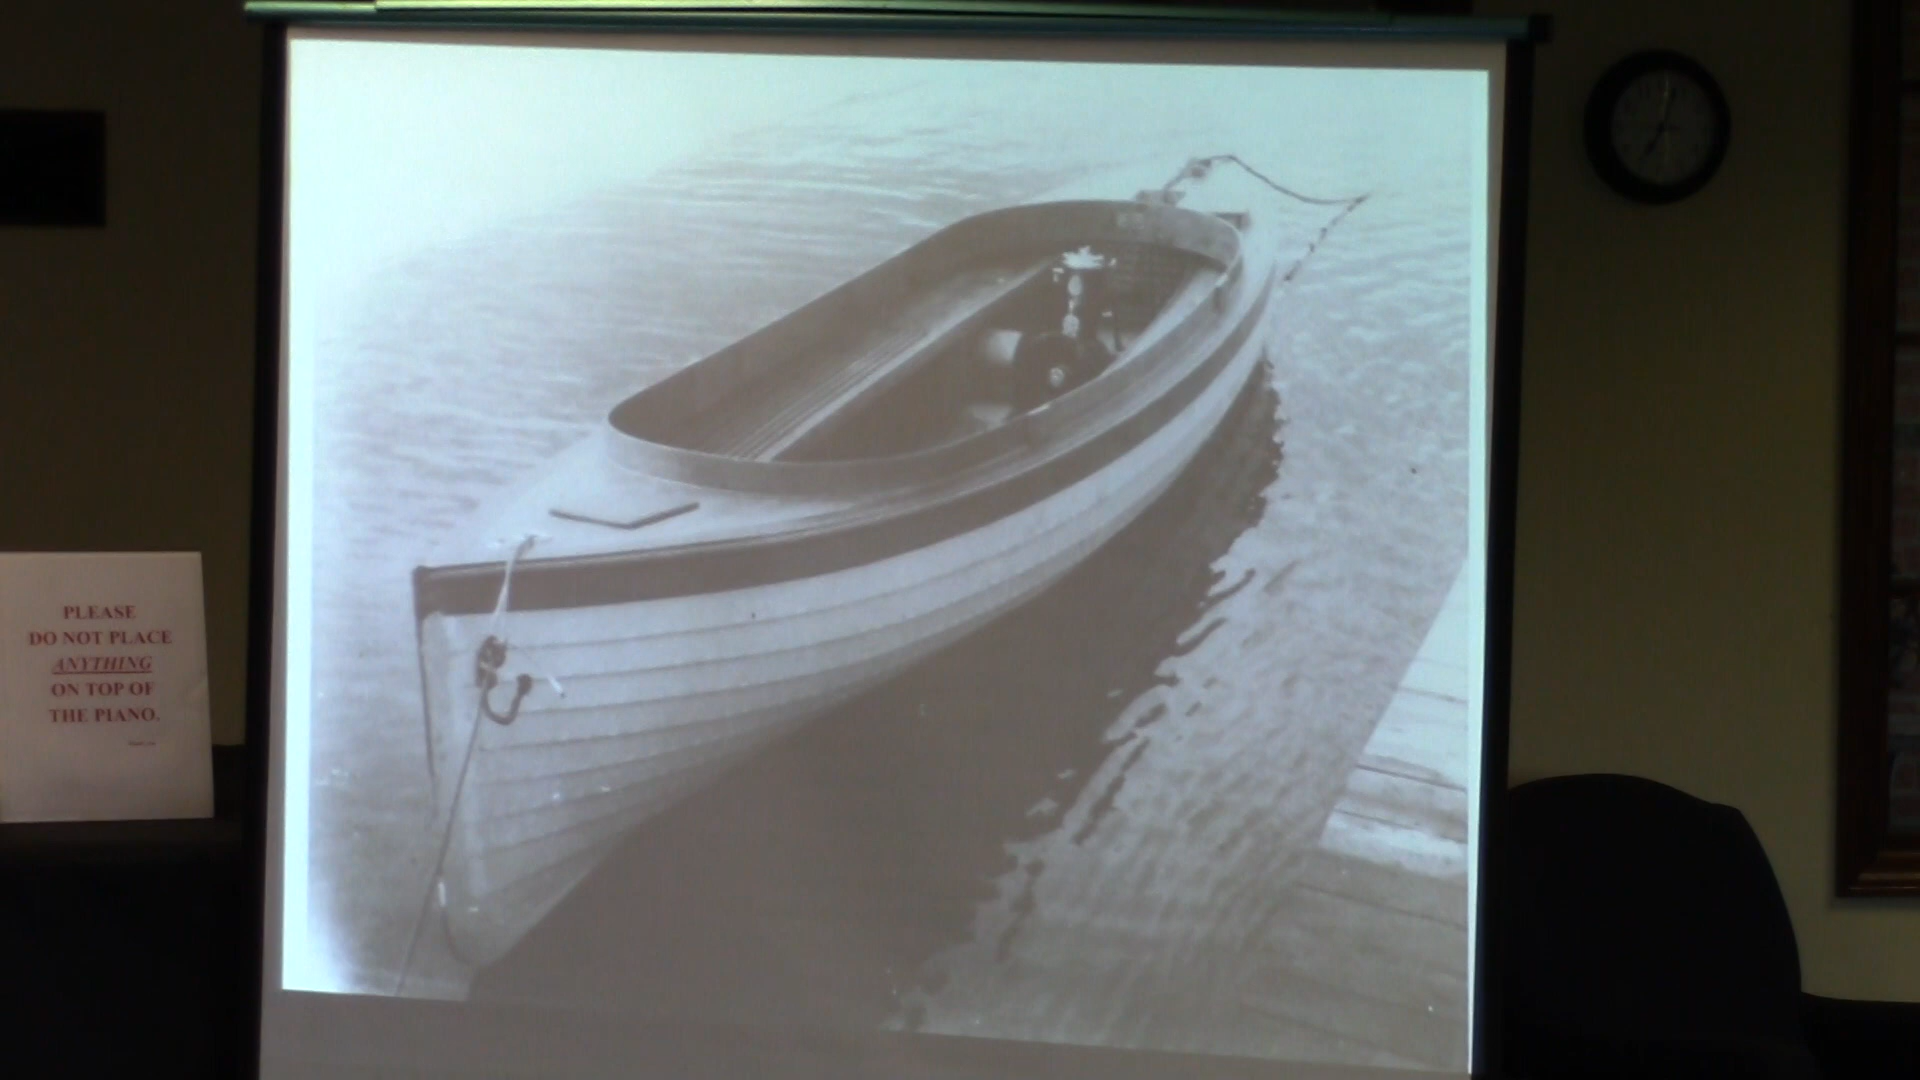 PLEASE
DO NOT PLACE
ANYTHING
ON TOP OF
THE PIANO.